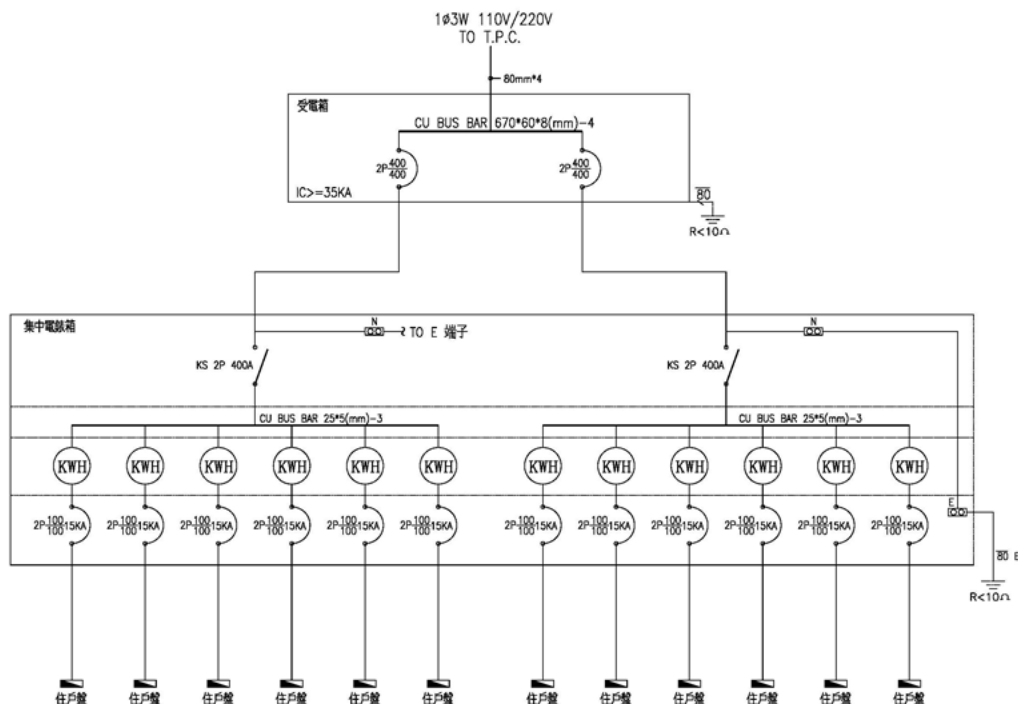 1ø3W 110V/220V
TO T.P.C.
80mm*4
受電箱
CU BUS BAR 670*60*8(mm)-4
2P 400/400 2P 400/400
IC>=35KA
80
R<10Ω
集中電錶箱
N TO E 端子 N
KS 2P 400A KS 2P 400A
CU BUS BAR 25*5(mm)-3 CU BUS BAR 25*5(mm)-3
KWH KWH KWH KWH KWH KWH KWH KWH KWH KWH KWH KWH
E
2P 100/100 15KA 2P 100/100 15KA 2P 100/100 15KA 2P 100/100 15KA 2P 100/100 15KA 2P 100/100 15KA 2P 100/100 15KA 2P 100/100 15KA 2P 100/100 15KA 2P 100/100 15KA 2P 100/100 15KA 2P 100/100 15KA
80 E
R<10Ω
住戶盤 住戶盤 住戶盤 住戶盤 住戶盤 住戶盤 住戶盤 住戶盤 住戶盤 住戶盤 住戶盤 住戶盤